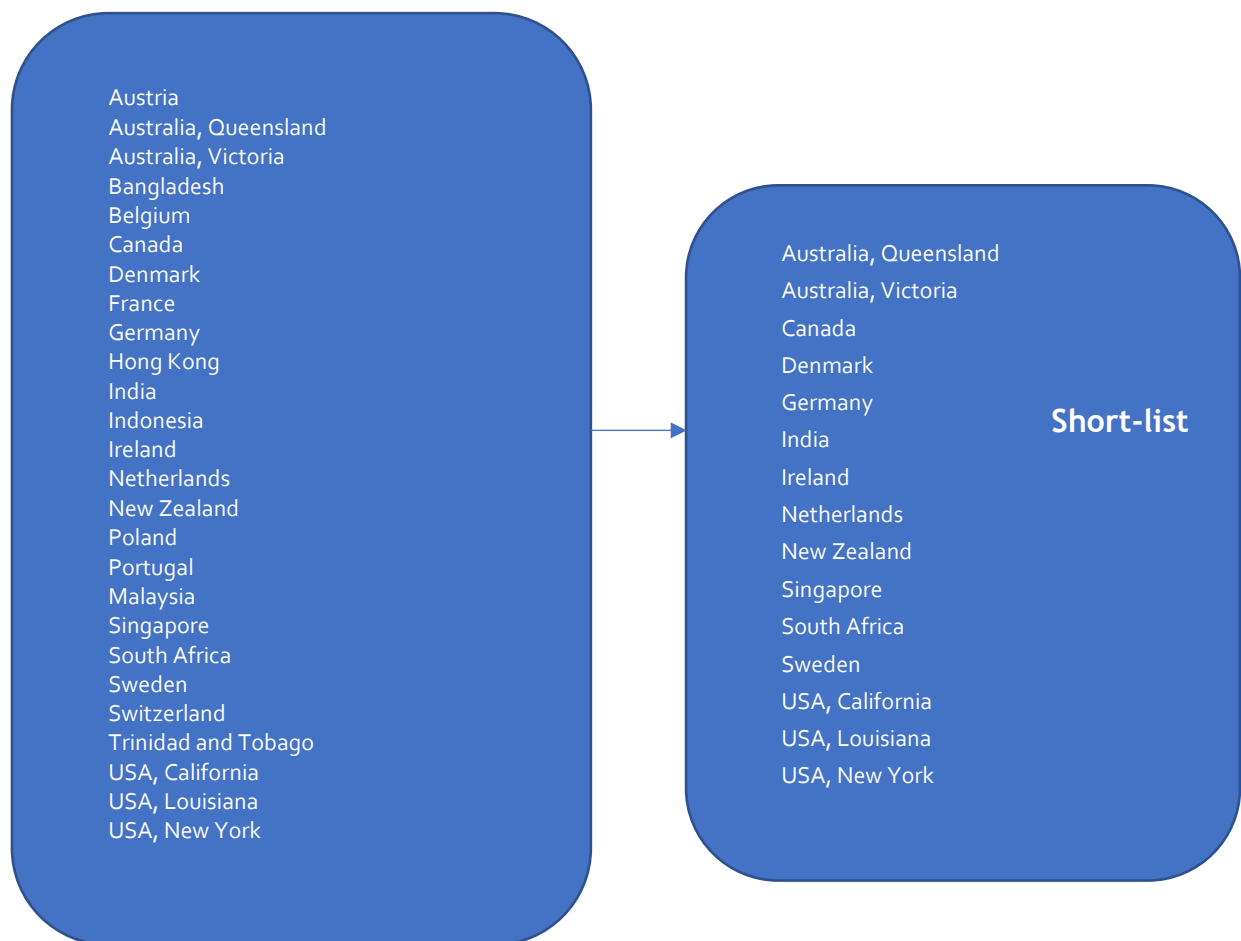 Austria
Australia, Queensland
Australia, Victoria
Bangladesh
Belgium
Canada
Denmark
France
Germany
Hong Kong
India
Indonesia
Ireland
Netherlands
New Zealand
Poland
Portugal
Malaysia
Singapore
South Africa
Sweden
Switzerland
Trinidad and Tobago
USA, California
USA, Louisiana
USA, New York
Australia, Queensland
Australia, Victoria
Canada
Denmark
Germany
India
Ireland
Netherlands
New Zealand
Singapore
South Africa
Sweden
USA, California
USA, Louisiana
USA, New York
Short-list